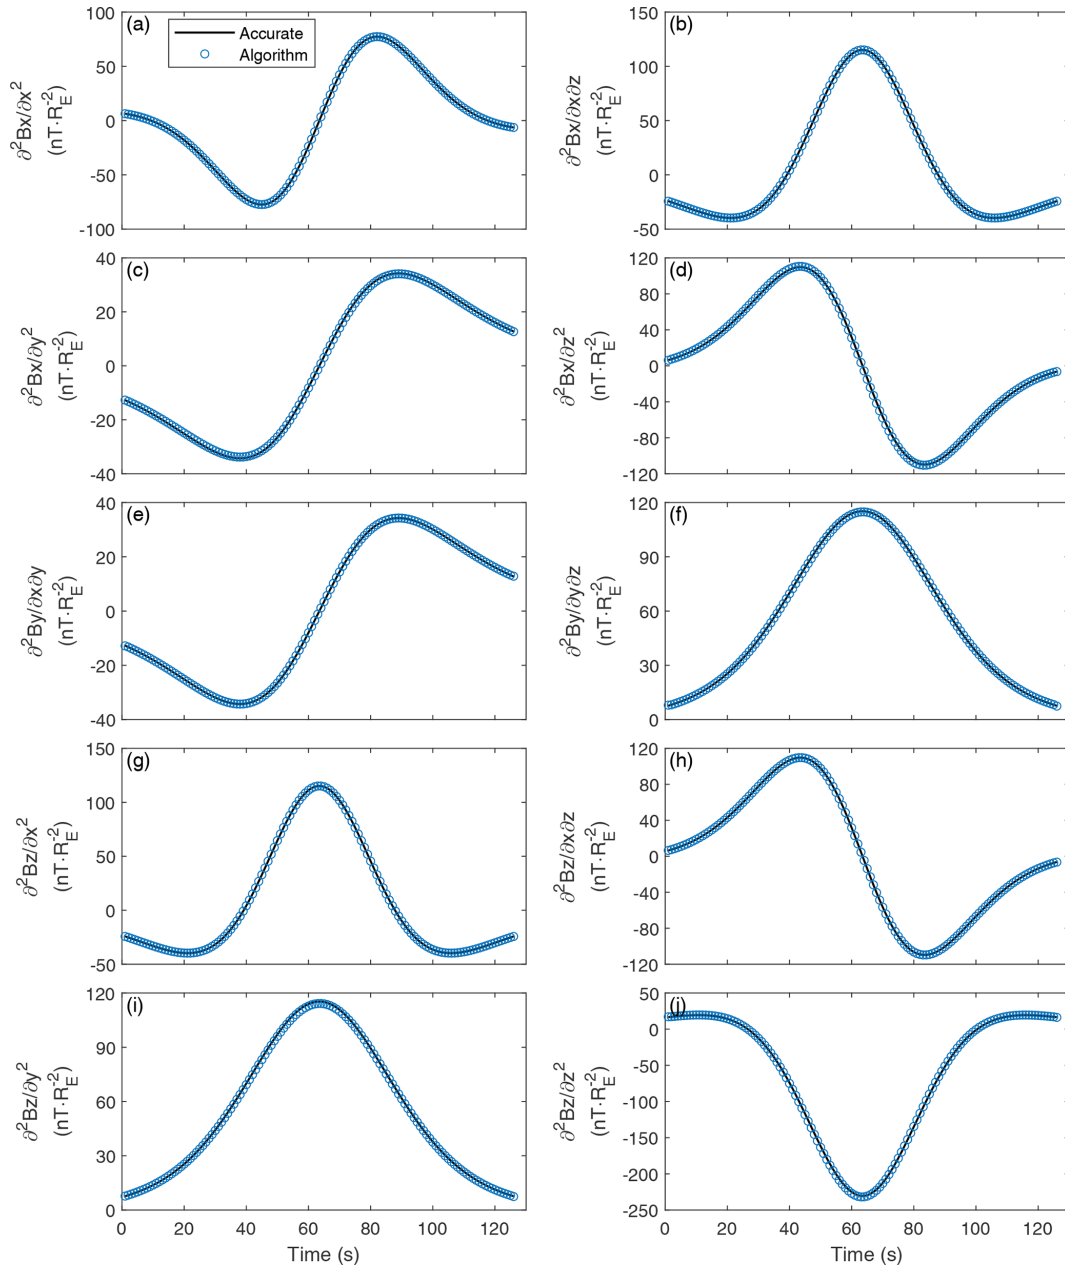 (a)
Accurate
Algorithm
100
50
0
-50
-100
∂²Bx/∂x²
(nT·R_E^-2)
(b)
150
100
50
0
-50
∂²Bx/∂x∂z
(nT·R_E^-2)
(c)
40
20
0
-20
-40
∂²Bx/∂y²
(nT·R_E^-2)
(d)
120
80
40
0
-40
-80
-120
∂²Bx/∂z²
(nT·R_E^-2)
(e)
40
20
0
-20
-40
∂²By/∂x∂y
(nT·R_E^-2)
(f)
120
90
60
30
0
∂²By/∂y∂z
(nT·R_E^-2)
(g)
150
100
50
0
-50
∂²Bz/∂x²
(nT·R_E^-2)
(h)
120
80
40
0
-40
-80
-120
∂²Bz/∂x∂z
(nT·R_E^-2)
(i)
120
90
60
30
0
∂²Bz/∂y²
(nT·R_E^-2)
0 20 40 60 80 100 120
Time (s)
(j)
50
0
-50
-100
-150
-200
-250
∂²Bz/∂z²
(nT·R_E^-2)
0 20 40 60 80 100 120
Time (s)